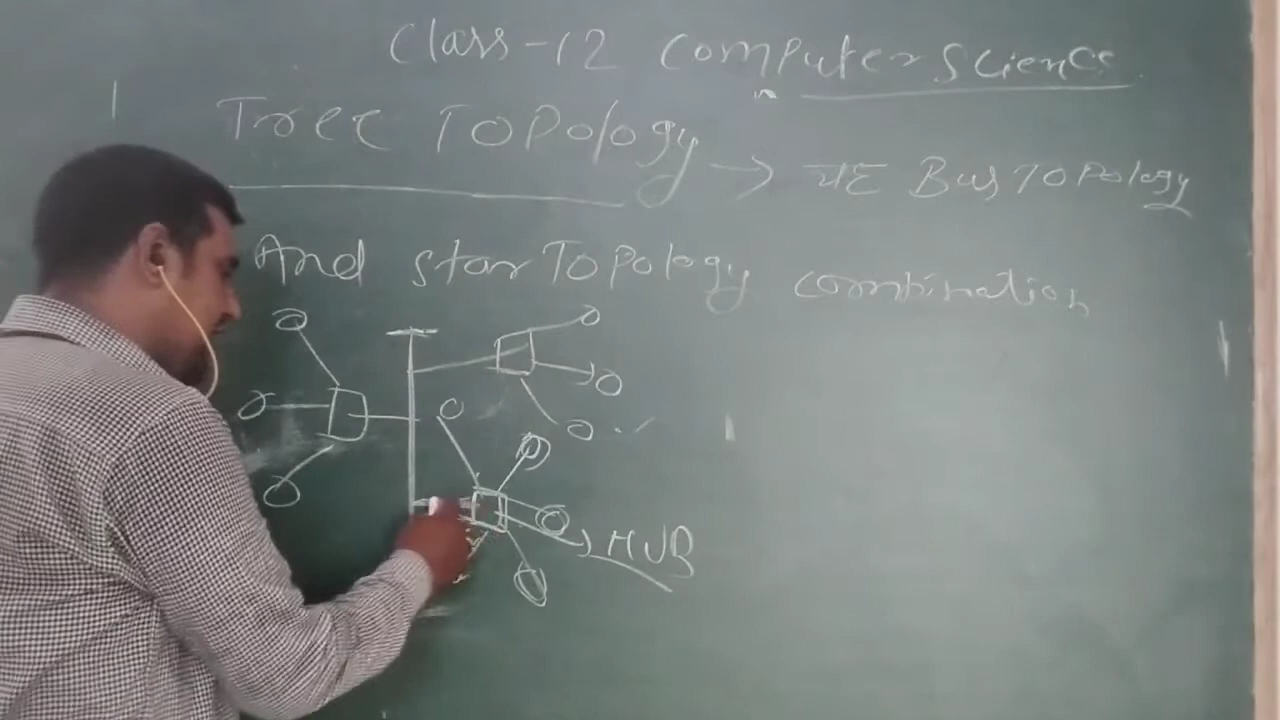 Class-12 Computer Science
Tree Topology → यह Bus Topology
And star Topology combination
HUB